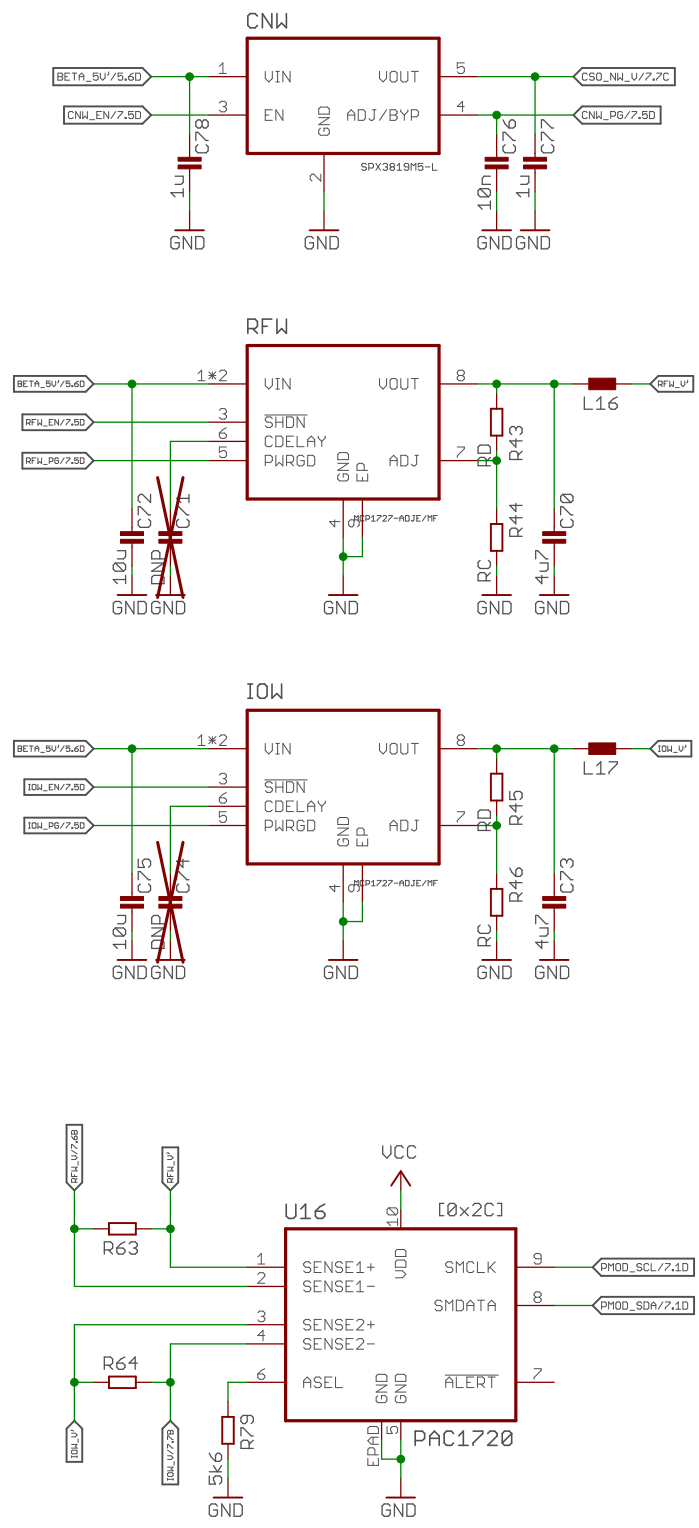 CNW
BETA_5V'/5.6D
1
VIN
VOUT
5
CSO_NW_V/7.7C
CNW_EN/7.5D
3
EN
GND
ADJ/BYP
4
CNW_PG/7.5D
C78
1u
2
SPX3819M5-L
C76
10n
C77
1u
GND
GND
GND
GND
RFW
BETA_5V'/5.6D
1*2
VIN
VOUT
8
L16
RFW_V'
RFW_EN/7.5D
3
SHDN
6
CDELAY
RFW_PG/7.5D
5
PWRGD
GND
EP
ADJ
7
RD
R43
C72
10u
C71
DNP
4
9
MCP1727-ADJE/MF
R44
RC
C70
4u7
GND
GND
GND
GND
GND
IOW
BETA_5V'/5.6D
1*2
VIN
VOUT
8
L17
IOW_V'
IOW_EN/7.5D
3
SHDN
6
CDELAY
IOW_PG/7.5D
5
PWRGD
GND
EP
ADJ
7
RD
R45
C75
10u
C74
DNP
4
9
MCP1727-ADJE/MF
R46
RC
C73
4u7
GND
GND
GND
GND
GND
RFW_V/7.6B
RFW_V'
VCC
U16
10
[0x2C]
R63
VDD
1
SENSE1+
SMCLK
9
PMOD_SCL/7.1D
2
SENSE1-
SMDATA
8
PMOD_SDA/7.1D
3
SENSE2+
4
SENSE2-
R64
6
ASEL
GND
GND
ALERT
7
IOW_V'
IOW_V/7.7B
R79
5k6
EPAD
5
PAC1720
GND
GND